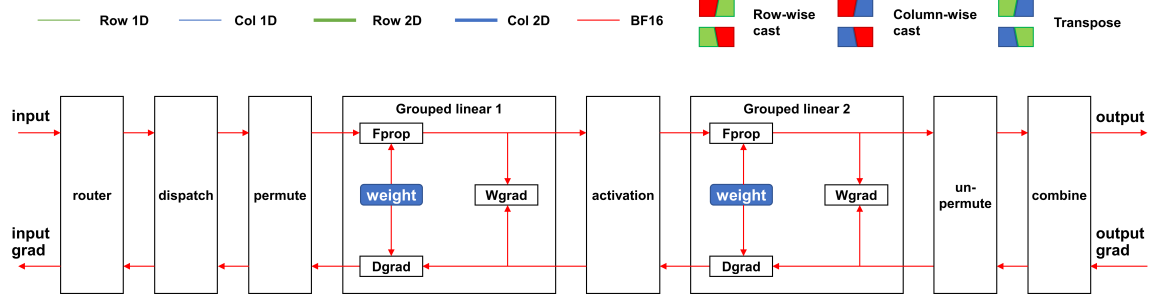 Row 1D
Col 1D
Row 2D
Col 2D
BF16
Row-wise
cast
Column-wise
cast
Transpose
input
router
dispatch
permute
Grouped linear 1
Fprop
weight
Wgrad
Dgrad
activation
Grouped linear 2
Fprop
weight
Wgrad
Dgrad
un-
permute
combine
output
input
grad
output
grad